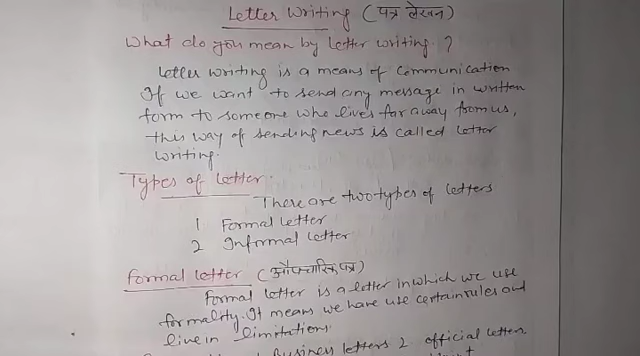 Letter Writing (पत्र लेखन)
What do you mean by letter writing ?
Letter writing is a means of communication
If we want to send any message in written
form to someone who lives far away from us,
this way of sending news is called letter
writing.
Types of letter.
There are two types of letters
1 Formal letter
2 Informal letter
formal letter (औपचारिक पत्र)
Formal letter is a letter in which we use
formality. It means we have use certain rules and
live in limitations.
Business letters 2 official letters,